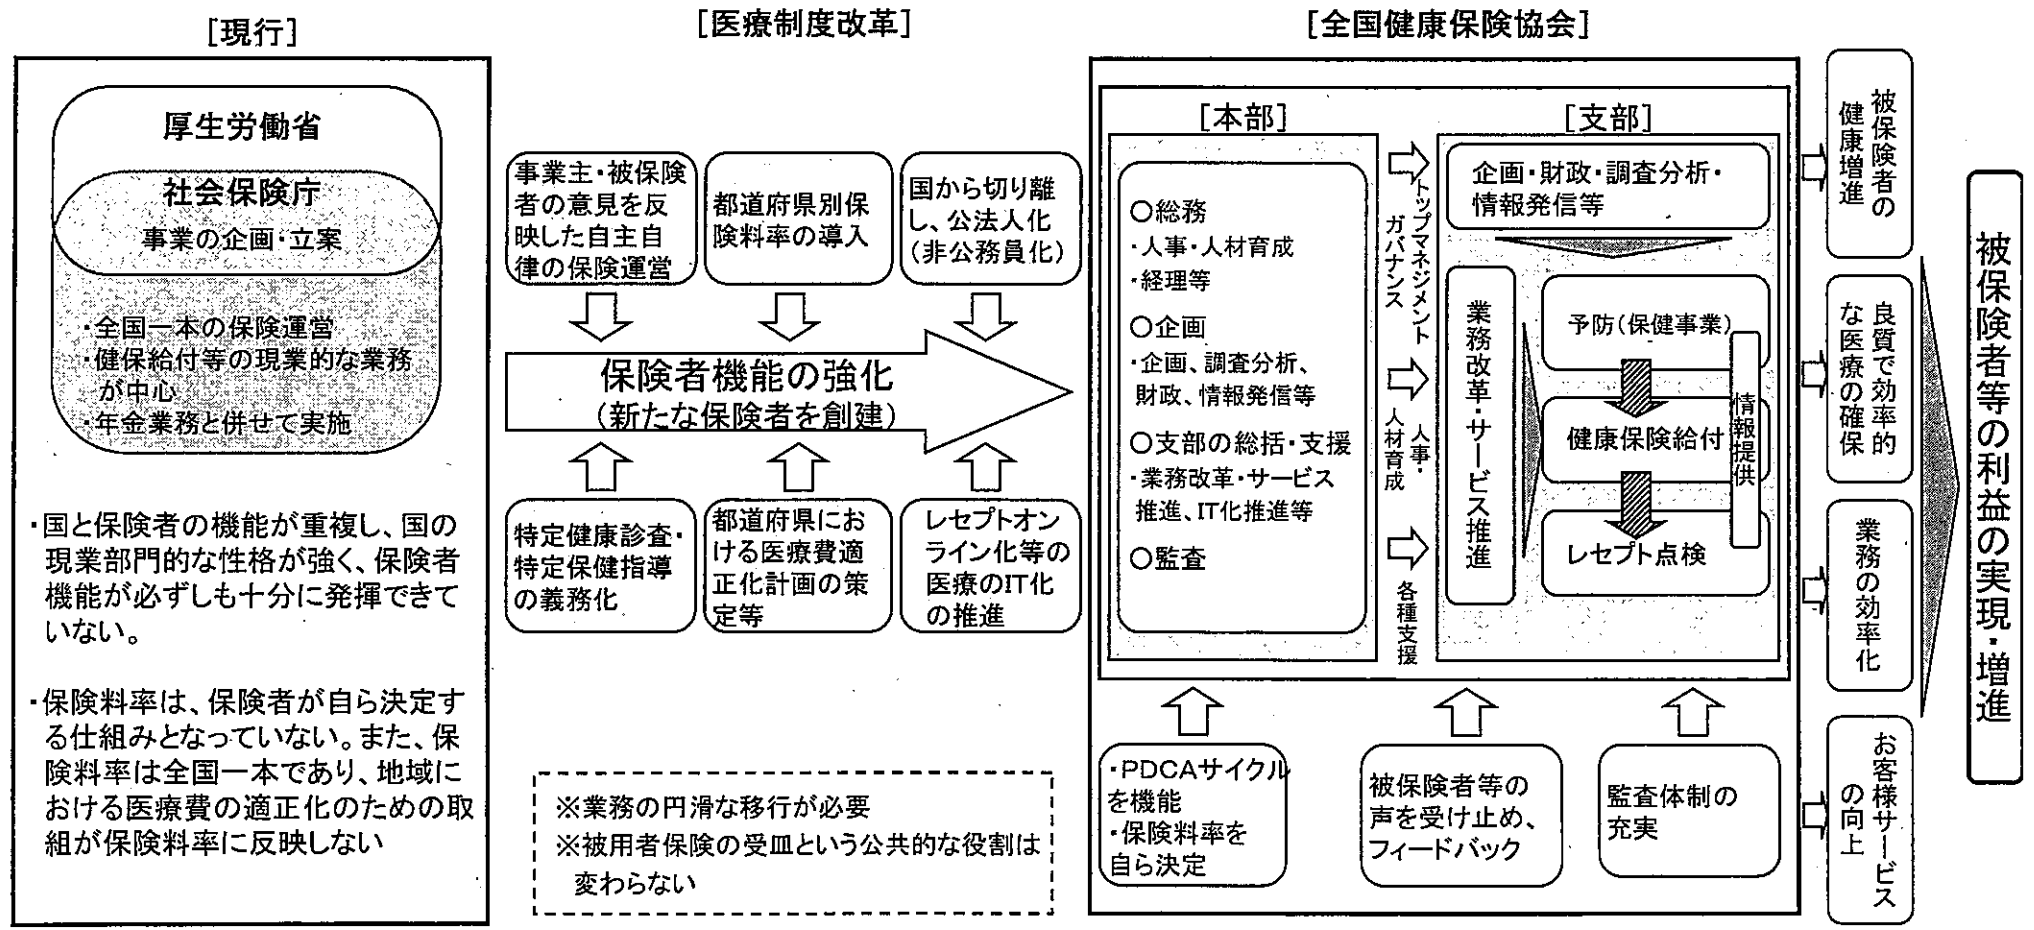 [現行]
厚生労働省
社会保険庁
事業の企画・立案
・全国一本の保険運営
・健保給付等の現業的な業務
が中心
・年金業務と併せて実施
・国と保険者の機能が重複し、国の
現業部門的な性格が強く、保険者
機能が必ずしも十分に発揮できて
いない。
・保険料率は、保険者が自ら決定す
る仕組みとなっていない。また、保
険料率は全国一本であり、地域に
おける医療費の適正化のための取
組が保険料率に反映しない
[医療制度改革]
事業主・被保険
者の意見を反
映した自主自
律の保険運営
都道府県別保
険料率の導入
国から切り離
し、公法人化
(非公務員化)
保険者機能の強化
(新たな保険者を創建)
特定健康診査・
特定保健指導
の義務化
都道府県にお
ける医療費適
正化計画の策
定等
レセプトオン
ライン化等の
医療のIT化
の推進
※業務の円滑な移行が必要
※被用者保険の受皿という公共的な役割は
変わらない
[全国健康保険協会]
[本部]
○総務
・人事・人材育成
・経理等
○企画
・企画、調査分析、
財政、情報発信等
○支部の総括・支援
・業務改革・サービス
推進、IT化推進等
○監査
トップマネジメント
ガバナンス
人事・
人材育成
各種支援
[支部]
企画・財政・調査分析・
情報発信等
業務改革・サービス推進
予防(保健事業)
健康保険給付
レセプト点検
情報提供
・PDCAサイクル
を機能
・保険料率を
自ら決定
被保険者等の
声を受け止め、
フィードバック
監査体制の
充実
被保険者の
健康増進
良質で効率的
な医療の確保
業務の効率化
お客様サービス
の向上
被保険者等の利益の実現・増進